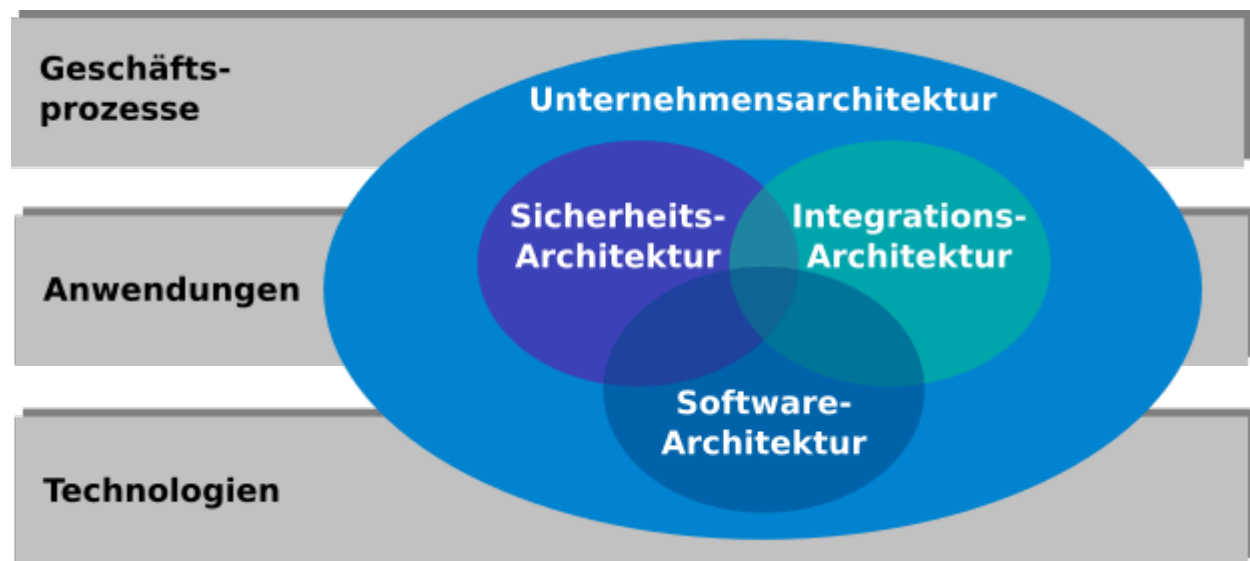 Geschäfts-
prozesse
Unternehmensarchitektur
Sicherheits-
Architektur
Integrations-
Architektur
Anwendungen
Software-
Architektur
Technologien